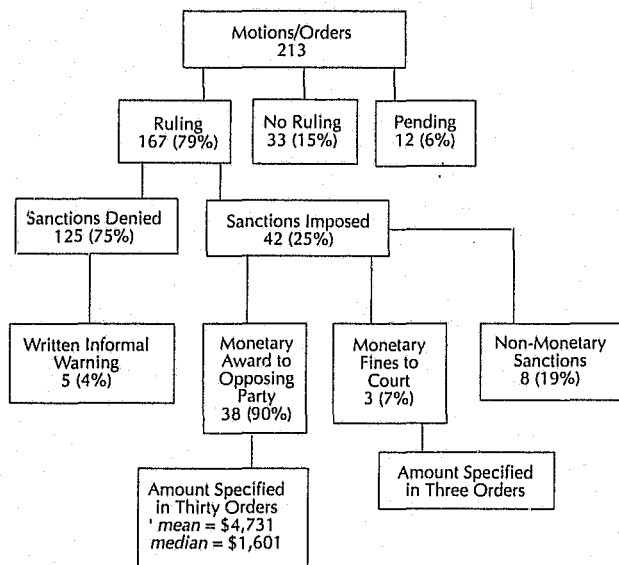 Motions/Orders
213
Ruling
167 (79%)
No Ruling
33 (15%)
Pending
12 (6%)
Sanctions Denied
125 (75%)
Sanctions Imposed
42 (25%)
Written Informal
Warning
5 (4%)
Monetary
Award to
Opposing
Party
38 (90%)
Monetary
Fines to
Court
3 (7%)
Non-Monetary
Sanctions
8 (19%)
Amount Specified
in Thirty Orders
mean = $4,731
median = $1,601
Amount Specified
in Three Orders